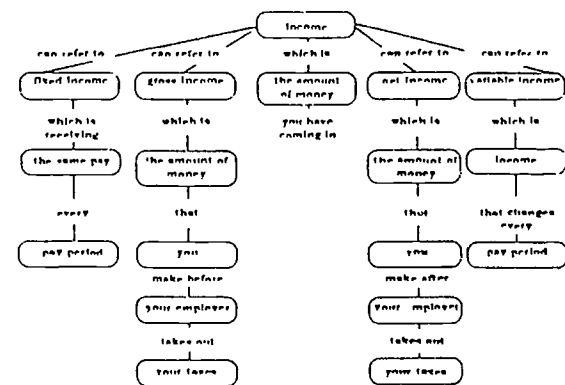 Income
can refer to can refer to which is can refer to can refer to
fixed income gross income the amount of money net income variable income
which is receiving which is you have coming in which is which is
the same pay the amount of money the amount of money income
every that that that changes every
pay period you you pay period
make before make after
your employer your employer
takes out takes out
your taxes your taxes